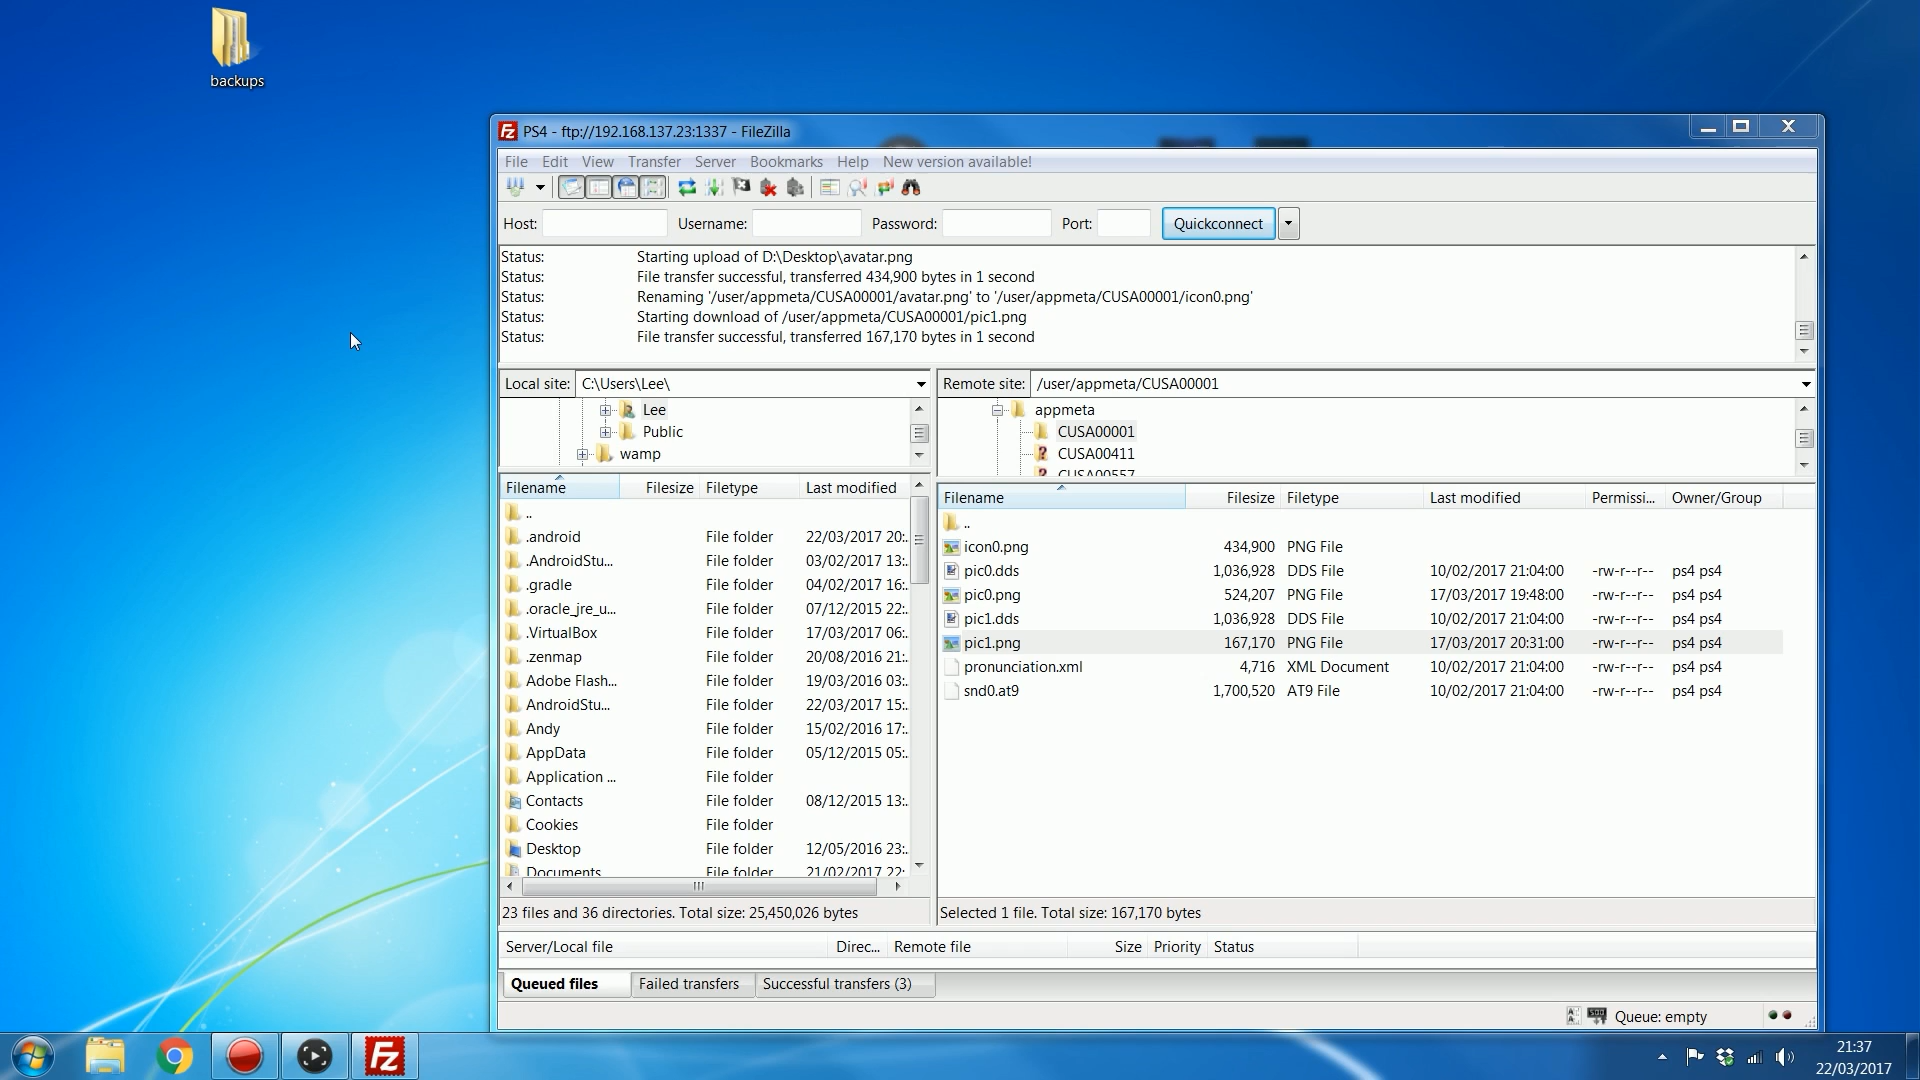 backups
PS4 - ftp://192.168.137.23:1337 - FileZilla
File Edit View Transfer Server Bookmarks Help New version available!
Host: Username: Password: Port: Quickconnect
Status: Starting upload of D:\Desktop\avatar.png
Status: File transfer successful, transferred 434,900 bytes in 1 second
Status: Renaming '/user/appmeta/CUSA00001/avatar.png' to '/user/appmeta/CUSA00001/icon0.png'
Status: Starting download of /user/appmeta/CUSA00001/pic1.png
Status: File transfer successful, transferred 167,170 bytes in 1 second
Local site: C:\Users\Lee\
Lee
Public
wamp
Filename Filesize Filetype Last modified
..
.android File folder 22/03/2017 20:..
.AndroidStu... File folder 03/02/2017 13:..
.gradle File folder 04/02/2017 16:..
.oracle_jre_u... File folder 07/12/2015 22:..
.VirtualBox File folder 17/03/2017 06:..
.zenmap File folder 20/08/2016 21:..
Adobe Flash... File folder 19/03/2016 03:..
AndroidStu... File folder 22/03/2017 15:..
Andy File folder 15/02/2016 17:..
AppData File folder 05/12/2015 05:..
Application ... File folder
Contacts File folder 08/12/2015 13:..
Cookies File folder
Desktop File folder 12/05/2016 23:..
Documents File folder 21/02/2017 22:
23 files and 36 directories. Total size: 25,450,026 bytes
Remote site: /user/appmeta/CUSA00001
appmeta
CUSA00001
CUSA00411
CUSA00557
Filename Filesize Filetype Last modified Permissi... Owner/Group
..
icon0.png 434,900 PNG File
pic0.dds 1,036,928 DDS File 10/02/2017 21:04:00 -rw-r--r-- ps4 ps4
pic0.png 524,207 PNG File 17/03/2017 19:48:00 -rw-r--r-- ps4 ps4
pic1.dds 1,036,928 DDS File 10/02/2017 21:04:00 -rw-r--r-- ps4 ps4
pic1.png 167,170 PNG File 17/03/2017 20:31:00 -rw-r--r-- ps4 ps4
pronunciation.xml 4,716 XML Document 10/02/2017 21:04:00 -rw-r--r-- ps4 ps4
snd0.at9 1,700,520 AT9 File 10/02/2017 21:04:00 -rw-r--r-- ps4 ps4
Selected 1 file. Total size: 167,170 bytes
Server/Local file Direc... Remote file Size Priority Status
Queued files Failed transfers Successful transfers (3)
Queue: empty
21:37
22/03/2017